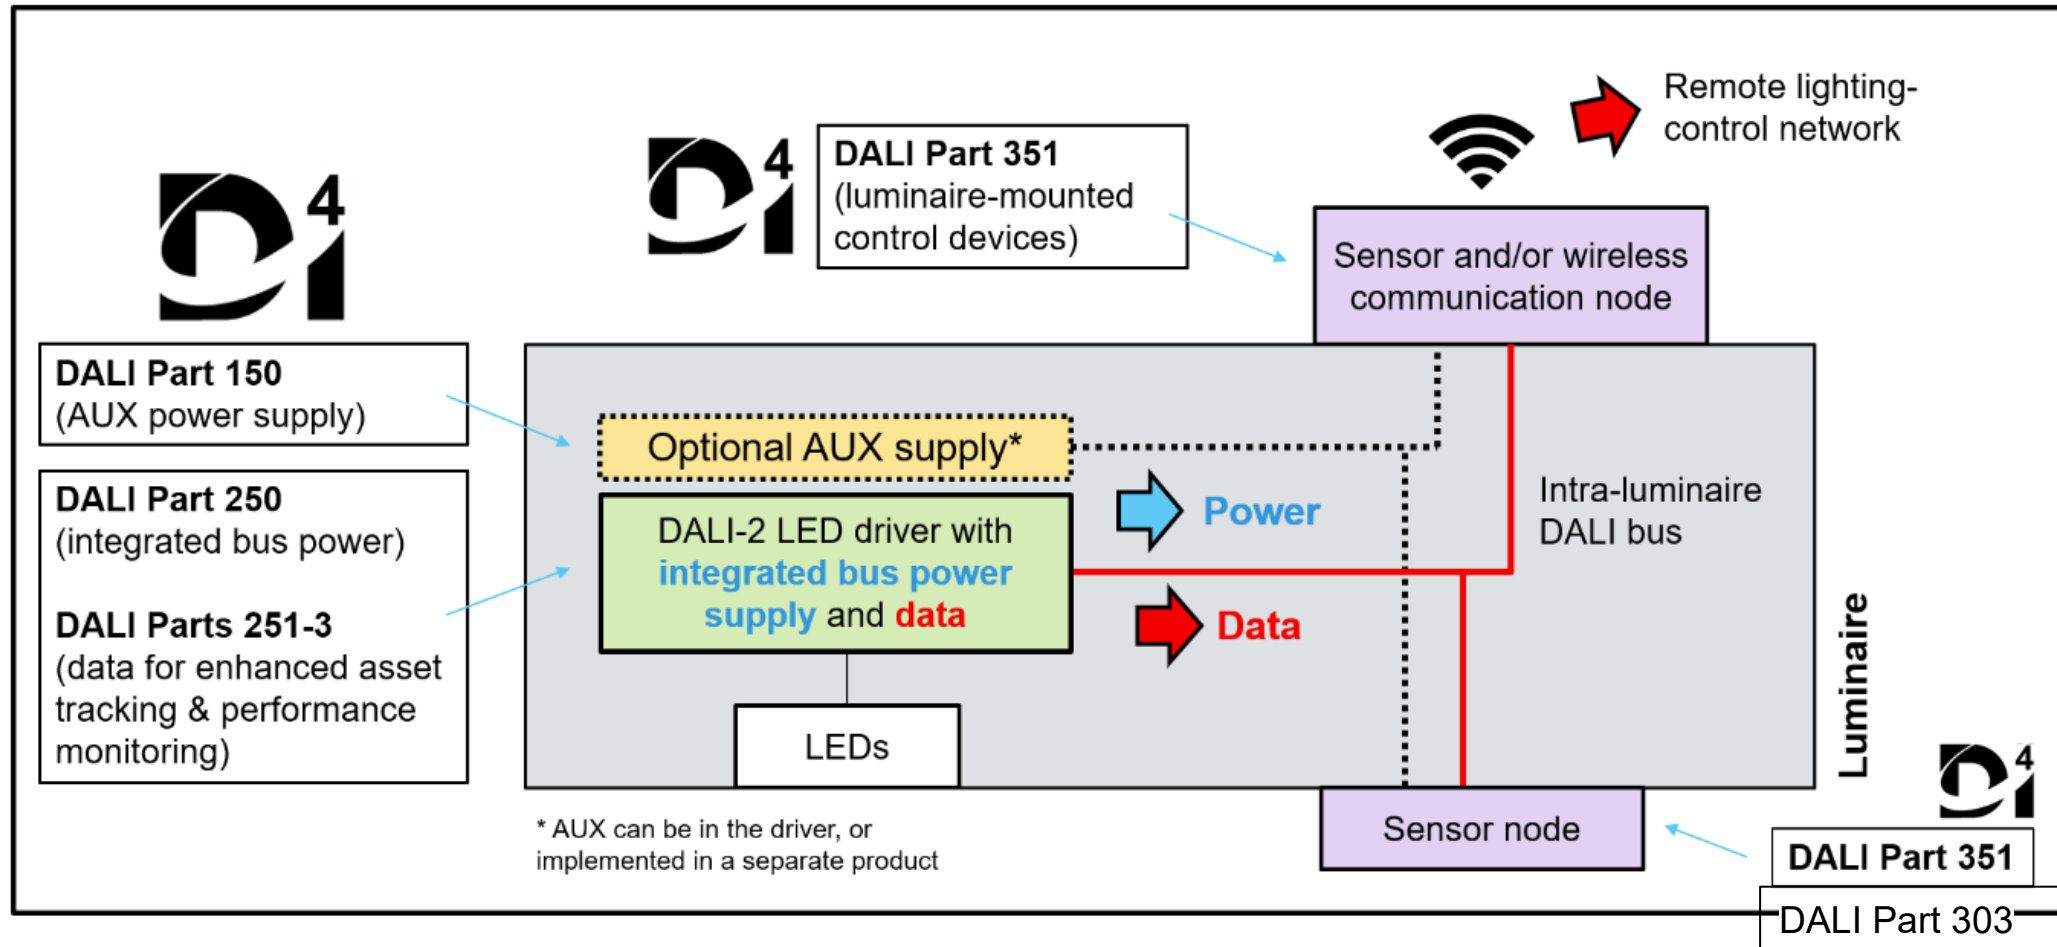 Remote lighting-
control network
D4i
DALI Part 351
(luminaire-mounted
control devices)
D4i
Sensor and/or wireless
communication node
DALI Part 150
(AUX power supply)
Optional AUX supply*
DALI Part 250
(integrated bus power)
DALI Parts 251-3
(data for enhanced asset
tracking & performance
monitoring)
DALI-2 LED driver with
integrated bus power
supply and data
Power
Data
Intra-luminaire
DALI bus
Luminaire
LEDs
* AUX can be in the driver, or
implemented in a separate product
Sensor node
D4i
DALI Part 351
DALI Part 303